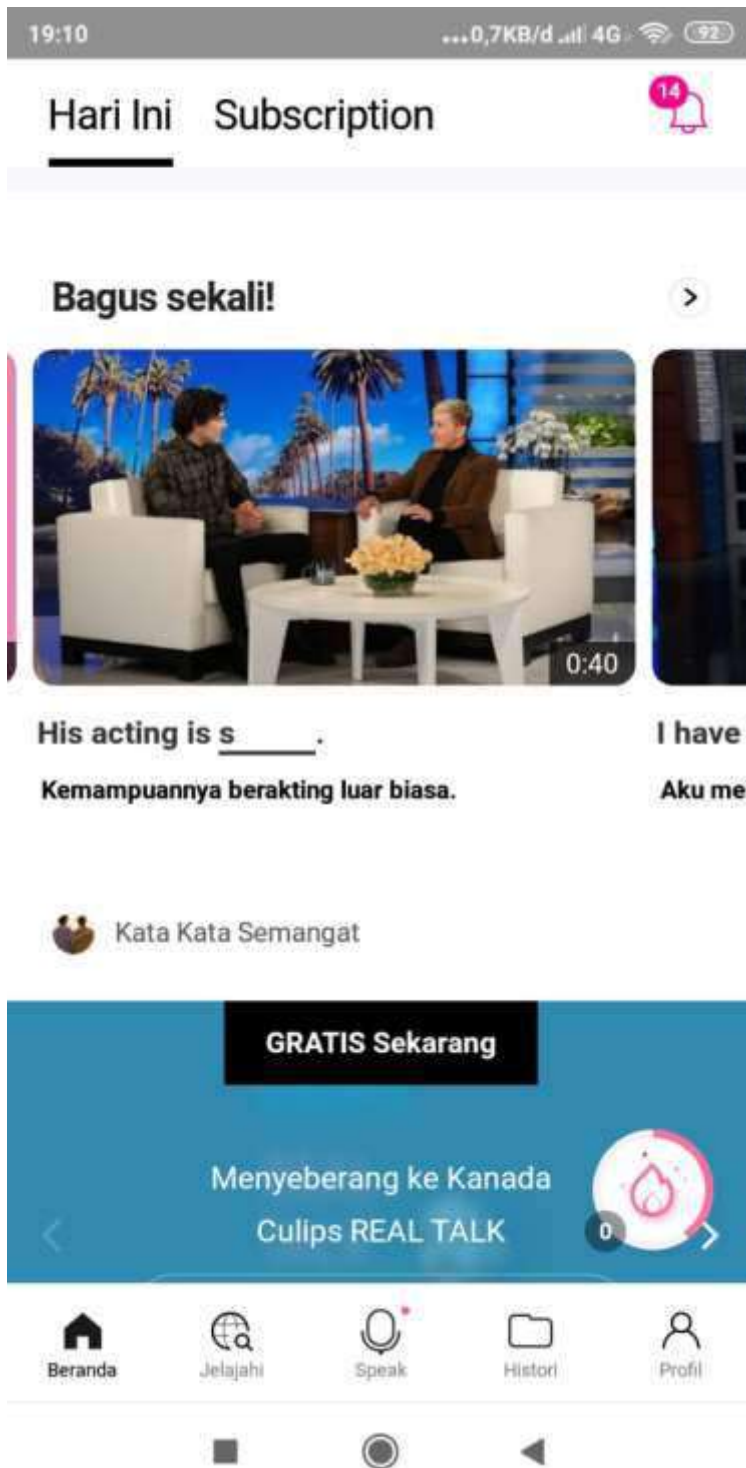 19:10 ...0,7KB/d 4G 92
Hari Ini Subscription 14
Bagus sekali!
0:40
His acting is s_____. I have
Kemampuannya berakting luar biasa. Aku me
Kata Kata Semangat
GRATIS Sekarang
Menyeberang ke Kanada
Culips REAL TALK 0
Beranda Jelajahi Speak Histori Profil